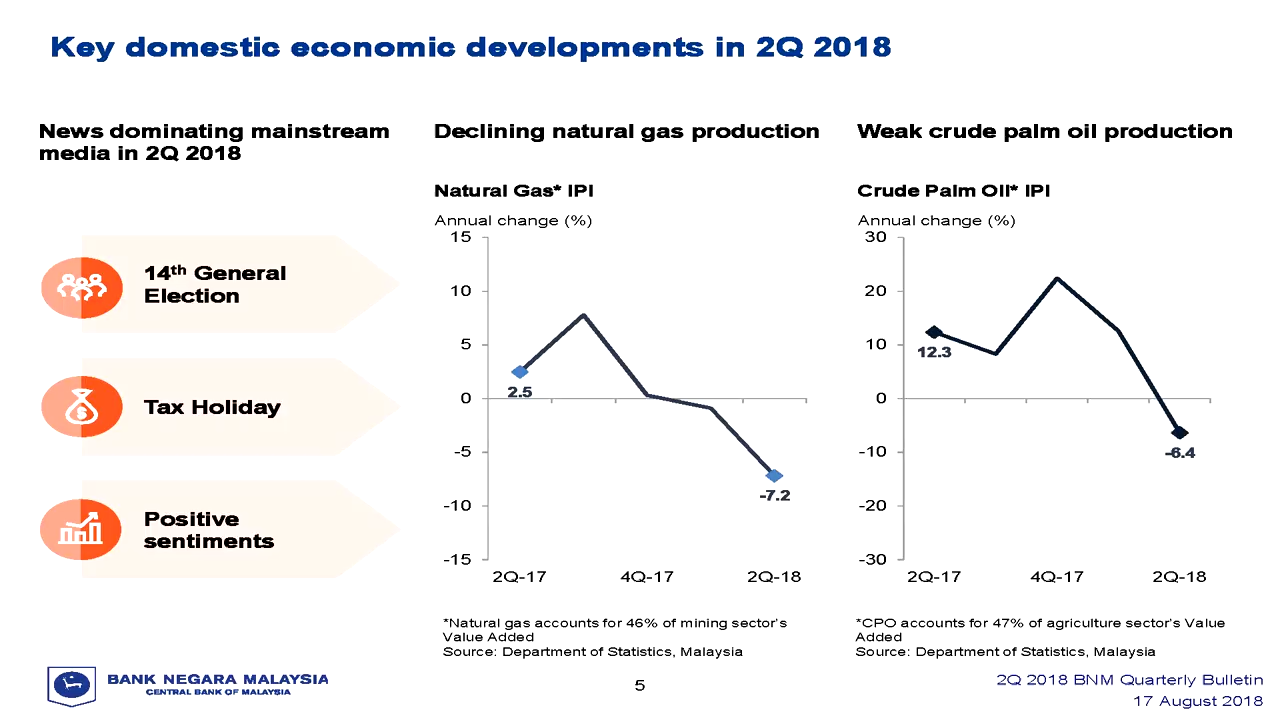 Key domestic economic developments in 2Q 2018
News dominating mainstream
media in 2Q 2018
14th General
Election
Tax Holiday
$
Positive
sentiments
Declining natural gas production
Natural Gas* IPI
Annual change (%)
15
10
5
0
-5
-10
-15
2.5
-7.2
2Q-17
4Q-17
2Q-18
*Natural gas accounts for 46% of mining sector's
Value Added
Source: Department of Statistics, Malaysia
Weak crude palm oil production
Crude Palm Oil* IPI
Annual change (%)
30
20
10
0
-10
-20
-30
12.3
-6.4
2Q-17
4Q-17
2Q-18
*CPO accounts for 47% of agriculture sector's Value
Added
Source: Department of Statistics, Malaysia
BANK NEGARA MALAYSIA
CENTRAL BANK OF MALAYSIA
5
2Q 2018 BNM Quarterly Bulletin
17 August 2018